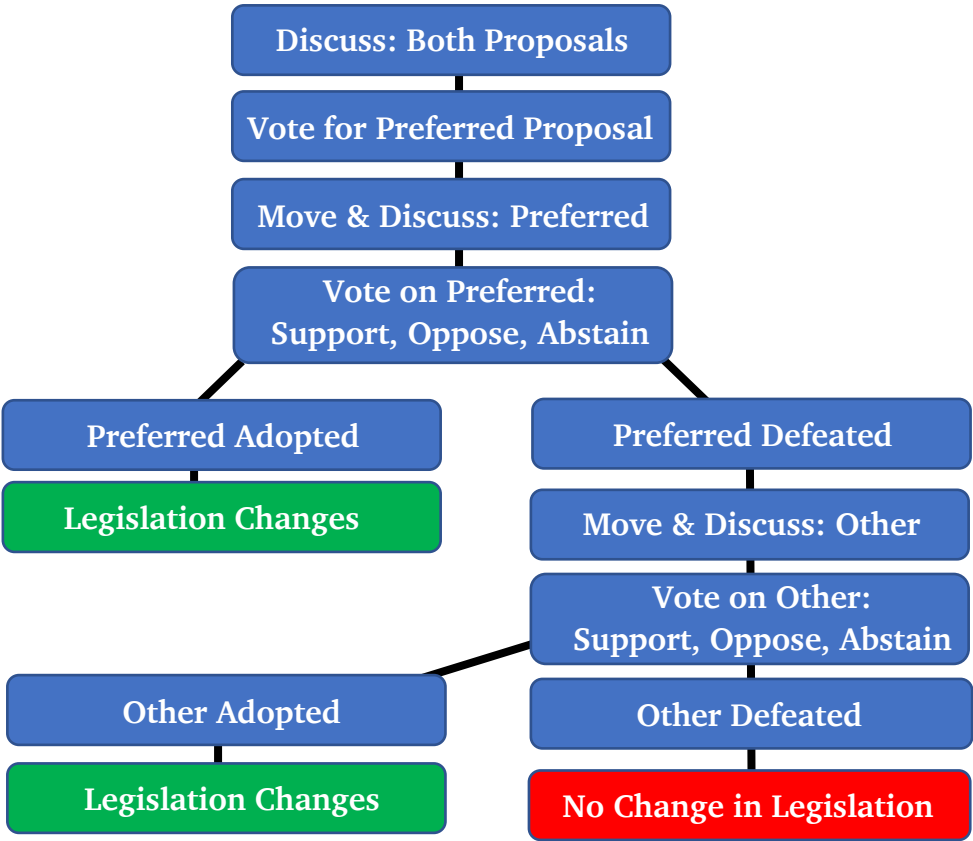 Discuss: Both Proposals
Vote for Preferred Proposal
Move & Discuss: Preferred
Vote on Preferred:
Support, Oppose, Abstain
Preferred Adopted
Legislation Changes
Preferred Defeated
Move & Discuss: Other
Vote on Other:
Support, Oppose, Abstain
Other Adopted
Legislation Changes
Other Defeated
No Change in Legislation